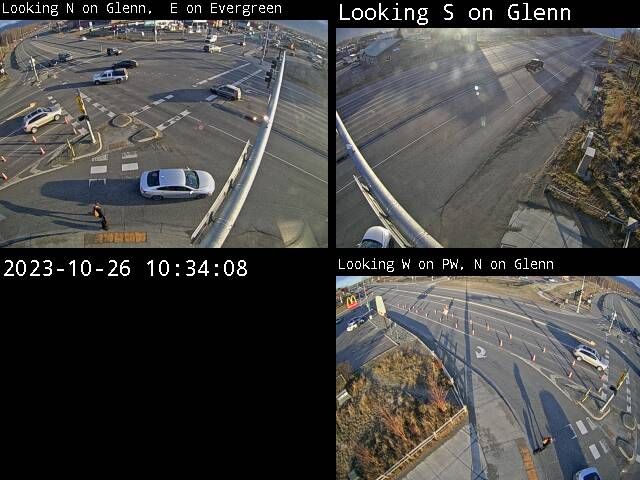 Looking N on Glenn,  E on Evergreen
Looking S on Glenn
2023-10-26 10:34:08
Looking W on PW, N on Glenn